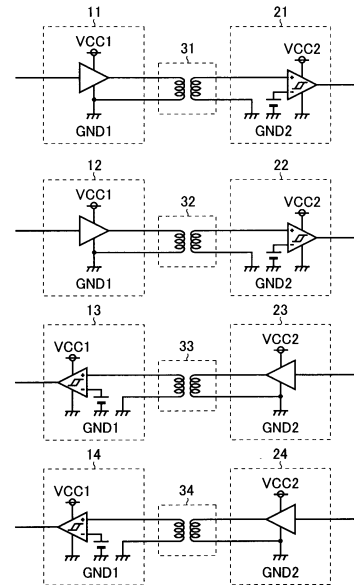 11
31
21
VCC1
VCC2
GND1
GND2
12
32
22
VCC1
VCC2
GND1
GND2
13
33
23
VCC1
VCC2
GND1
GND2
14
34
24
VCC1
VCC2
GND1
GND2